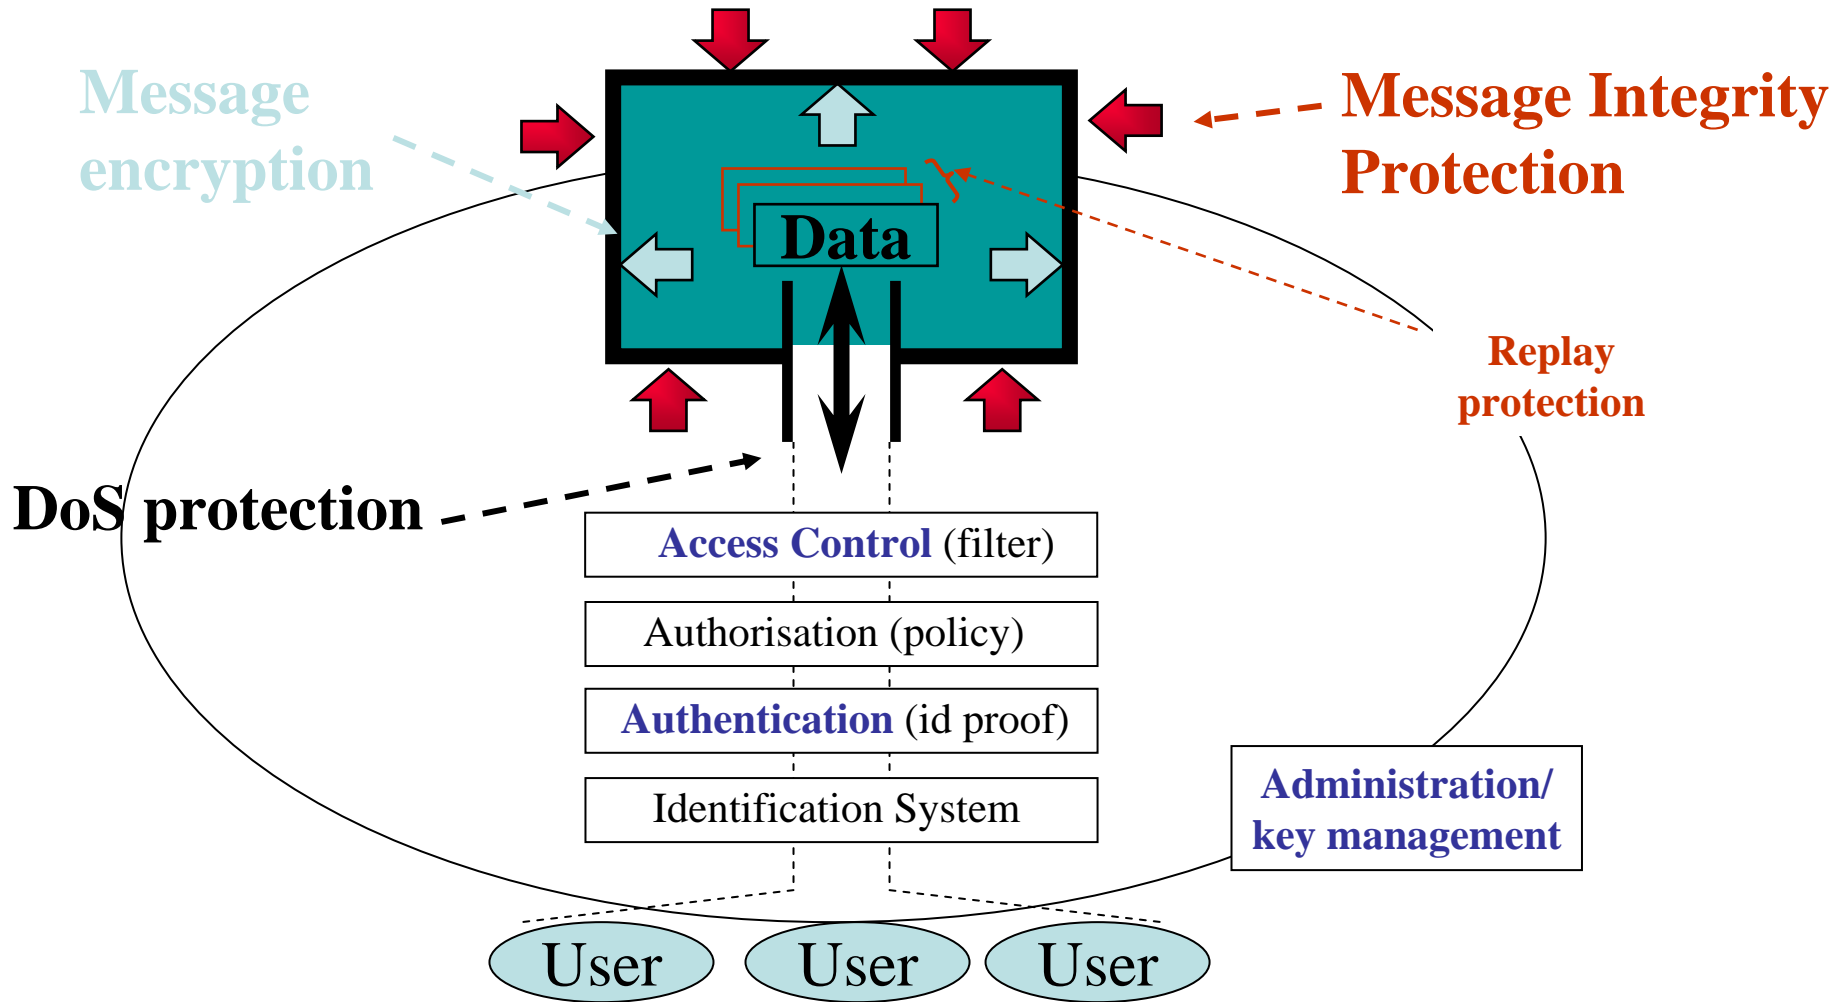 Message
encryption
Message Integrity
Protection
Data
Replay
protection
DoS protection
Access Control (filter)
Authorisation (policy)
Authentication (id proof)
Identification System
Administration/
key management
User
User
User